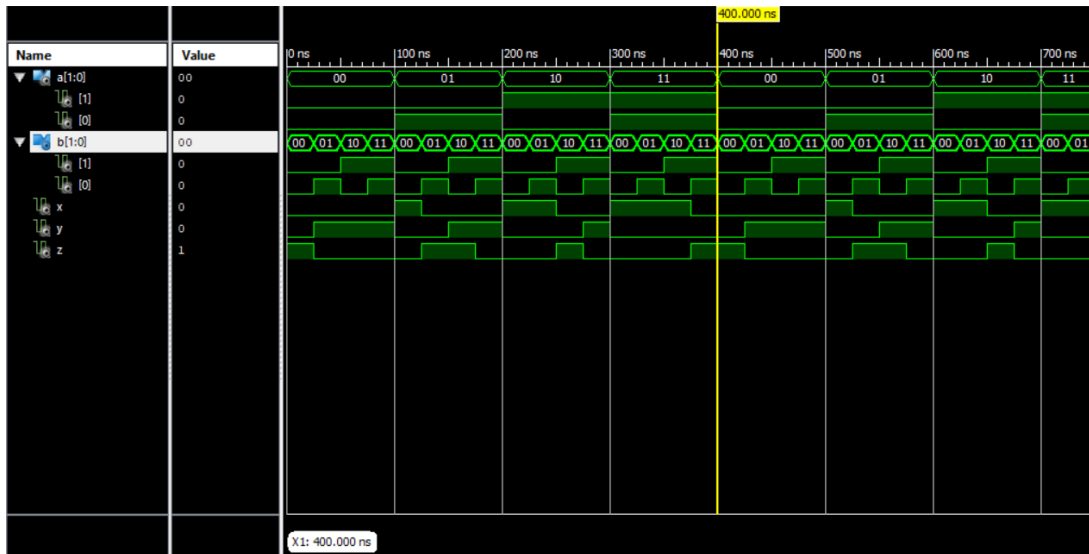 400.000 ns
Name Value
0 ns 100 ns 200 ns 300 ns 400 ns 500 ns 600 ns 700 ns
a[1:0] 00 00 01 10 11 00 01 10 11
[1] 0
[0] 0
b[1:0] 00 00 01 10 11 00 01 10 11 00 01 10 11 00 01 10 11 00 01 10 11 00 01 10 11 00 01 10 11 00 01
[1] 0
[0] 0
x 0
y 0
z 1
X1: 400.000 ns